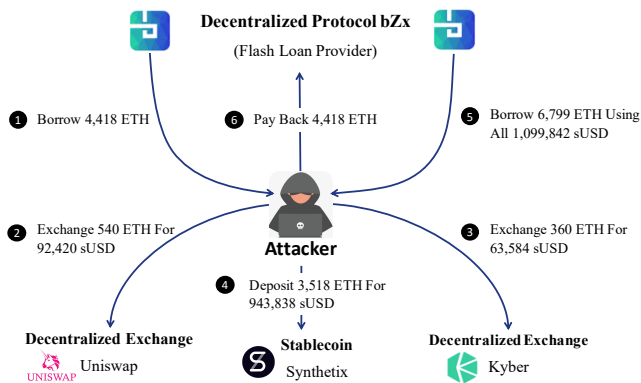 Decentralized Protocol bZx
(Flash Loan Provider)
1 Borrow 4,418 ETH
6 Pay Back 4,418 ETH
5 Borrow 6,799 ETH Using
All 1,099,842 sUSD
2 Exchange 540 ETH For
92,420 sUSD
Attacker
3 Exchange 360 ETH For
63,584 sUSD
4 Deposit 3,518 ETH For
943,838 sUSD
Decentralized Exchange
UNISWAP Uniswap
Stablecoin
Synthetix
Decentralized Exchange
Kyber